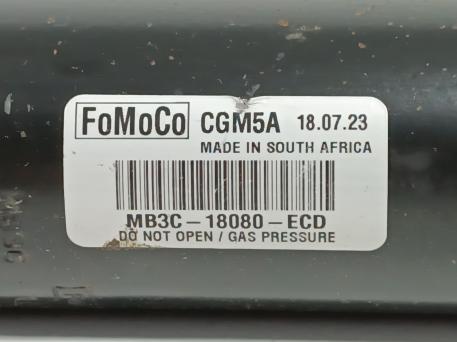 FoMoCo CGM5A 18.07.23
MADE IN SOUTH AFRICA
MB3C-18080-ECD
DO NOT OPEN / GAS PRESSURE